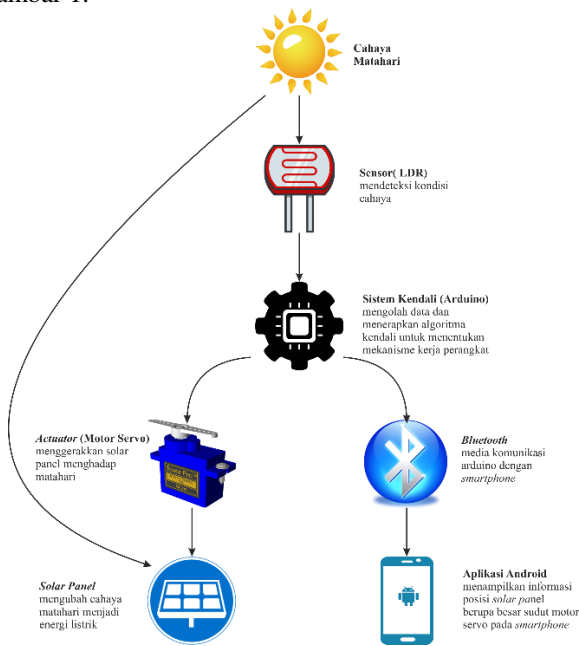 Cahaya
Matahari
Sensor( LDR)
mendeteksi kondisi
cahaya
Sistem Kendali (Arduino)
mengolah data dan
menerapkan algoritma
kendali untuk menentukan
mekanisme kerja perangkat
Actuator (Motor Servo)
menggerakkan solar
panel menghadap
matahari
Bluetooth
media komunikasi
arduino dengan
smartphone
Solar Panel
mengubah cahaya
matahari menjadi
energi listrik
Aplikasi Android
menampilkan informasi
posisi solar panel
berupa besar sudut motor
servo pada smartphone